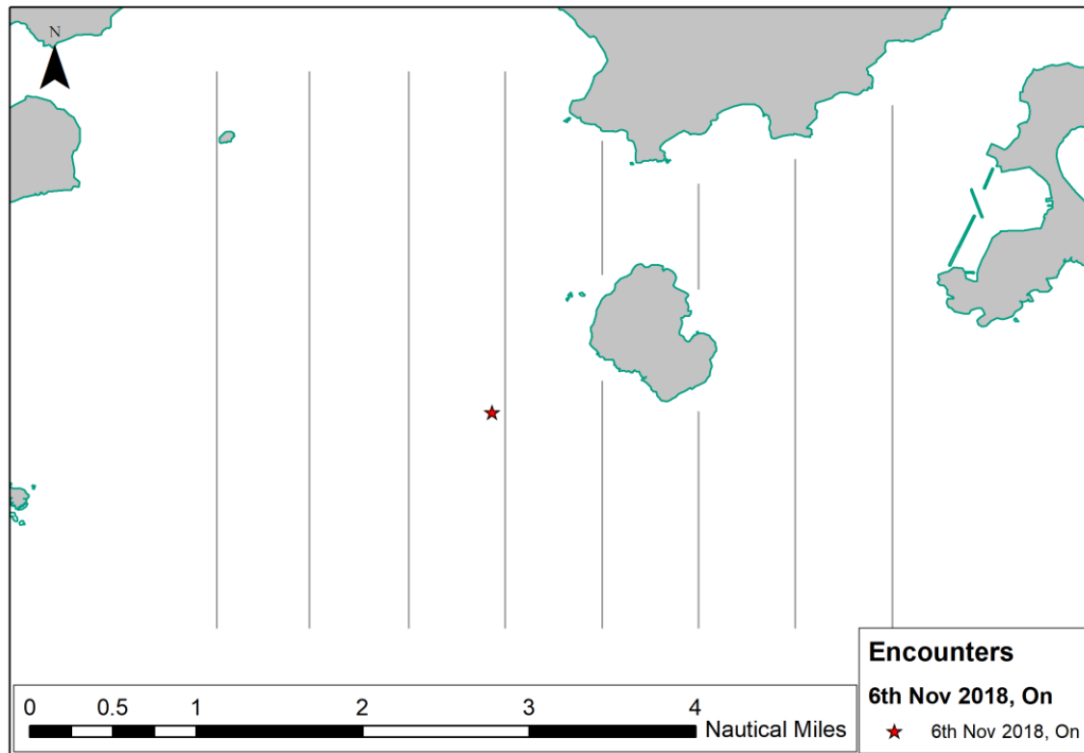 N
Encounters
6th Nov 2018, On
6th Nov 2018, On
0 0.5 1 2 3 4
Nautical Miles